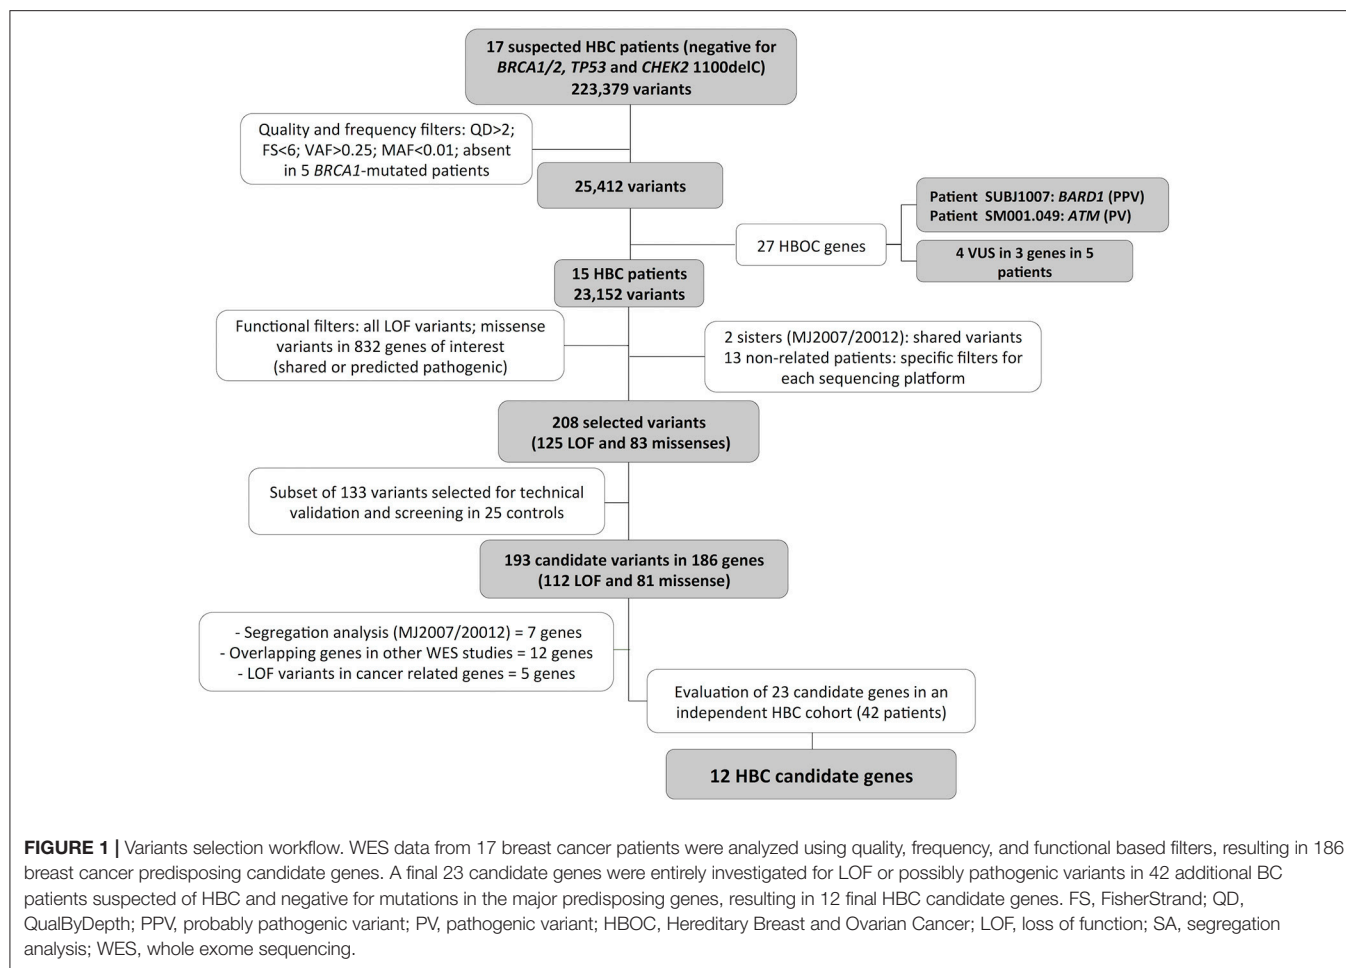 17 suspected HBC patients (negative for
BRCA1/2, TP53 and CHEK2 1100delC)
223,379 variants
Quality and frequency filters: QD>2;
FS<6; VAF>0.25; MAF<0.01; absent
in 5 BRCA1-mutated patients
25,412 variants
27 HBOC genes
Patient SUBJ1007: BARD1 (PPV)
Patient SM001.049: ATM (PV)
4 VUS in 3 genes in 5
patients
15 HBC patients
23,152 variants
Functional filters: all LOF variants; missense
variants in 832 genes of interest
(shared or predicted pathogenic)
2 sisters (MJ2007/20012): shared variants
13 non-related patients: specific filters for
each sequencing platform
208 selected variants
(125 LOF and 83 missenses)
Subset of 133 variants selected for technical
validation and screening in 25 controls
193 candidate variants in 186 genes
(112 LOF and 81 missense)
- Segregation analysis (MJ2007/20012) = 7 genes
- Overlapping genes in other WES studies = 12 genes
- LOF variants in cancer related genes = 5 genes
Evaluation of 23 candidate genes in an
independent HBC cohort (42 patients)
12 HBC candidate genes
FIGURE 1 | Variants selection workflow. WES data from 17 breast cancer patients were analyzed using quality, frequency, and functional based filters, resulting in 186
breast cancer predisposing candidate genes. A final 23 candidate genes were entirely investigated for LOF or possibly pathogenic variants in 42 additional BC
patients suspected of HBC and negative for mutations in the major predisposing genes, resulting in 12 final HBC candidate genes. FS, FisherStrand; QD,
QualByDepth; PPV, probably pathogenic variant; PV, pathogenic variant; HBOC, Hereditary Breast and Ovarian Cancer; LOF, loss of function; SA, segregation
analysis; WES, whole exome sequencing.